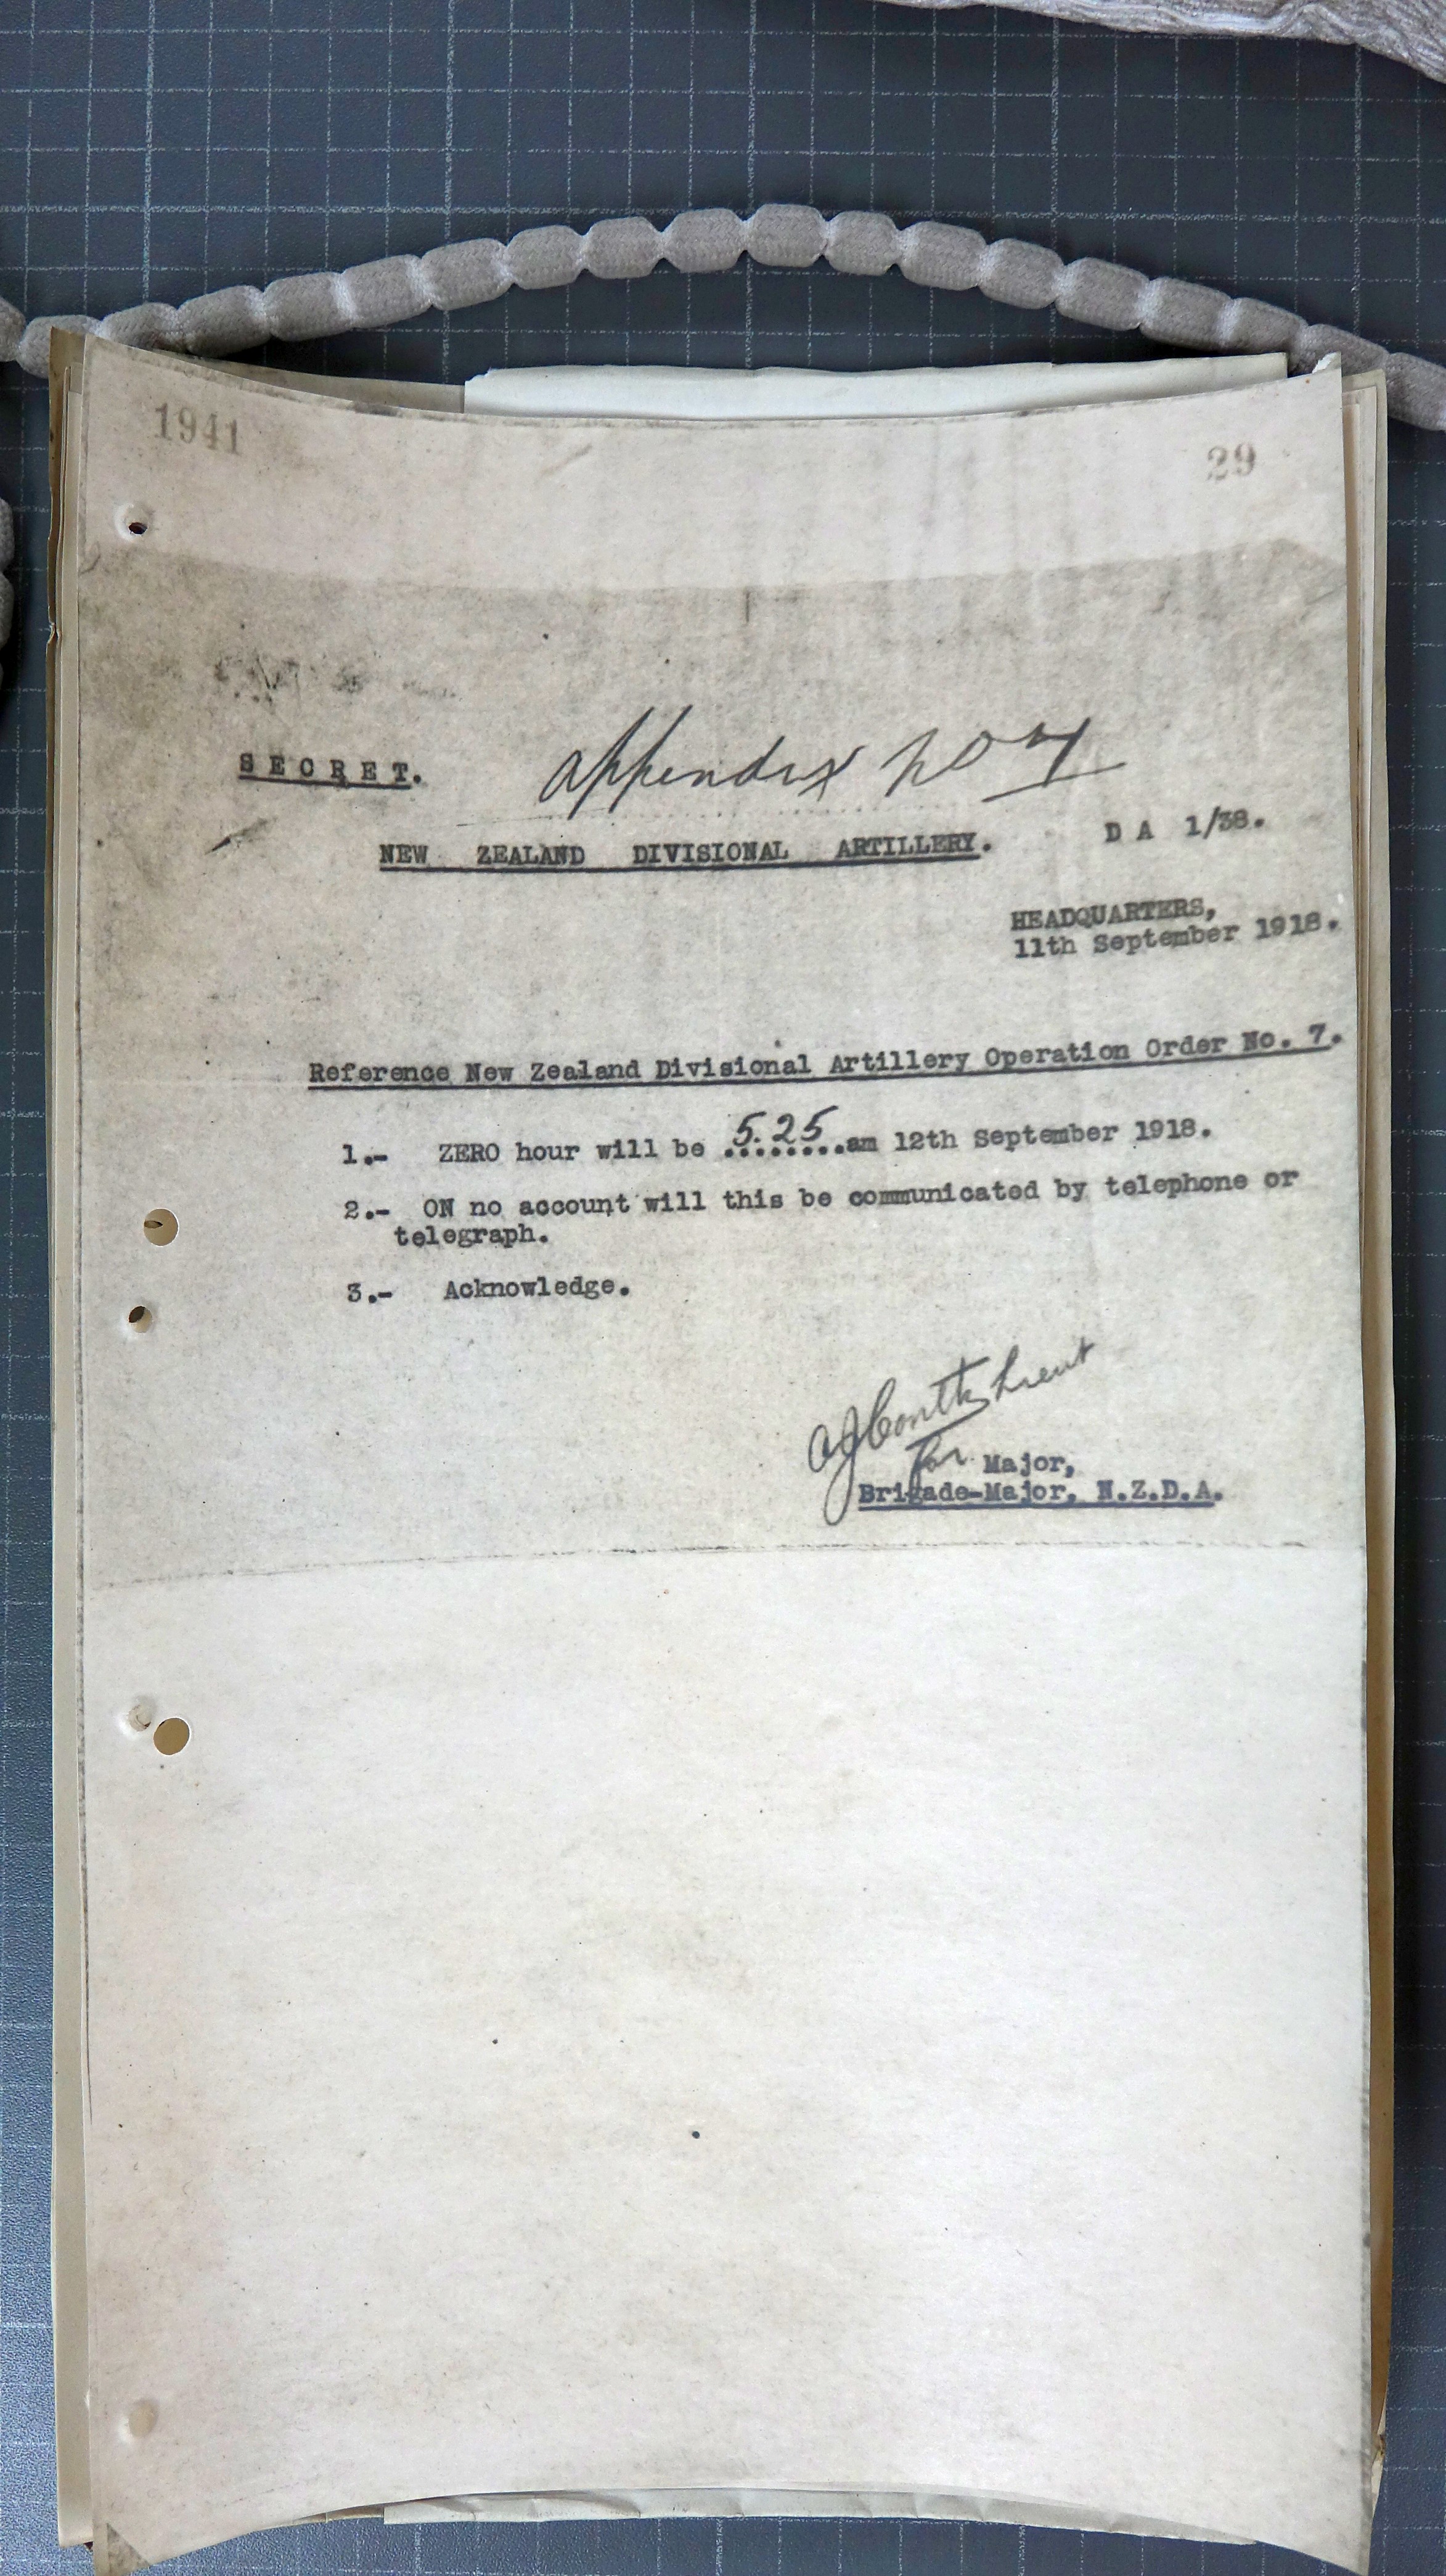 1941
29
SECRET.
Appendix No 7
D A 1/38.
NEW ZEALAND DIVISIONAL ARTILLERY.
HEADQUARTERS,
11th September 1918.
Reference New Zealand Divisional Artillery Operation Order No. 7.
1.- ZERO hour will be 5.25 am 12th September 1918.
2.- ON no account will this be communicated by telephone or
telegraph.
3.- Acknowledge.
Lieut
for Major,
Brigade-Major, N.Z.D.A.